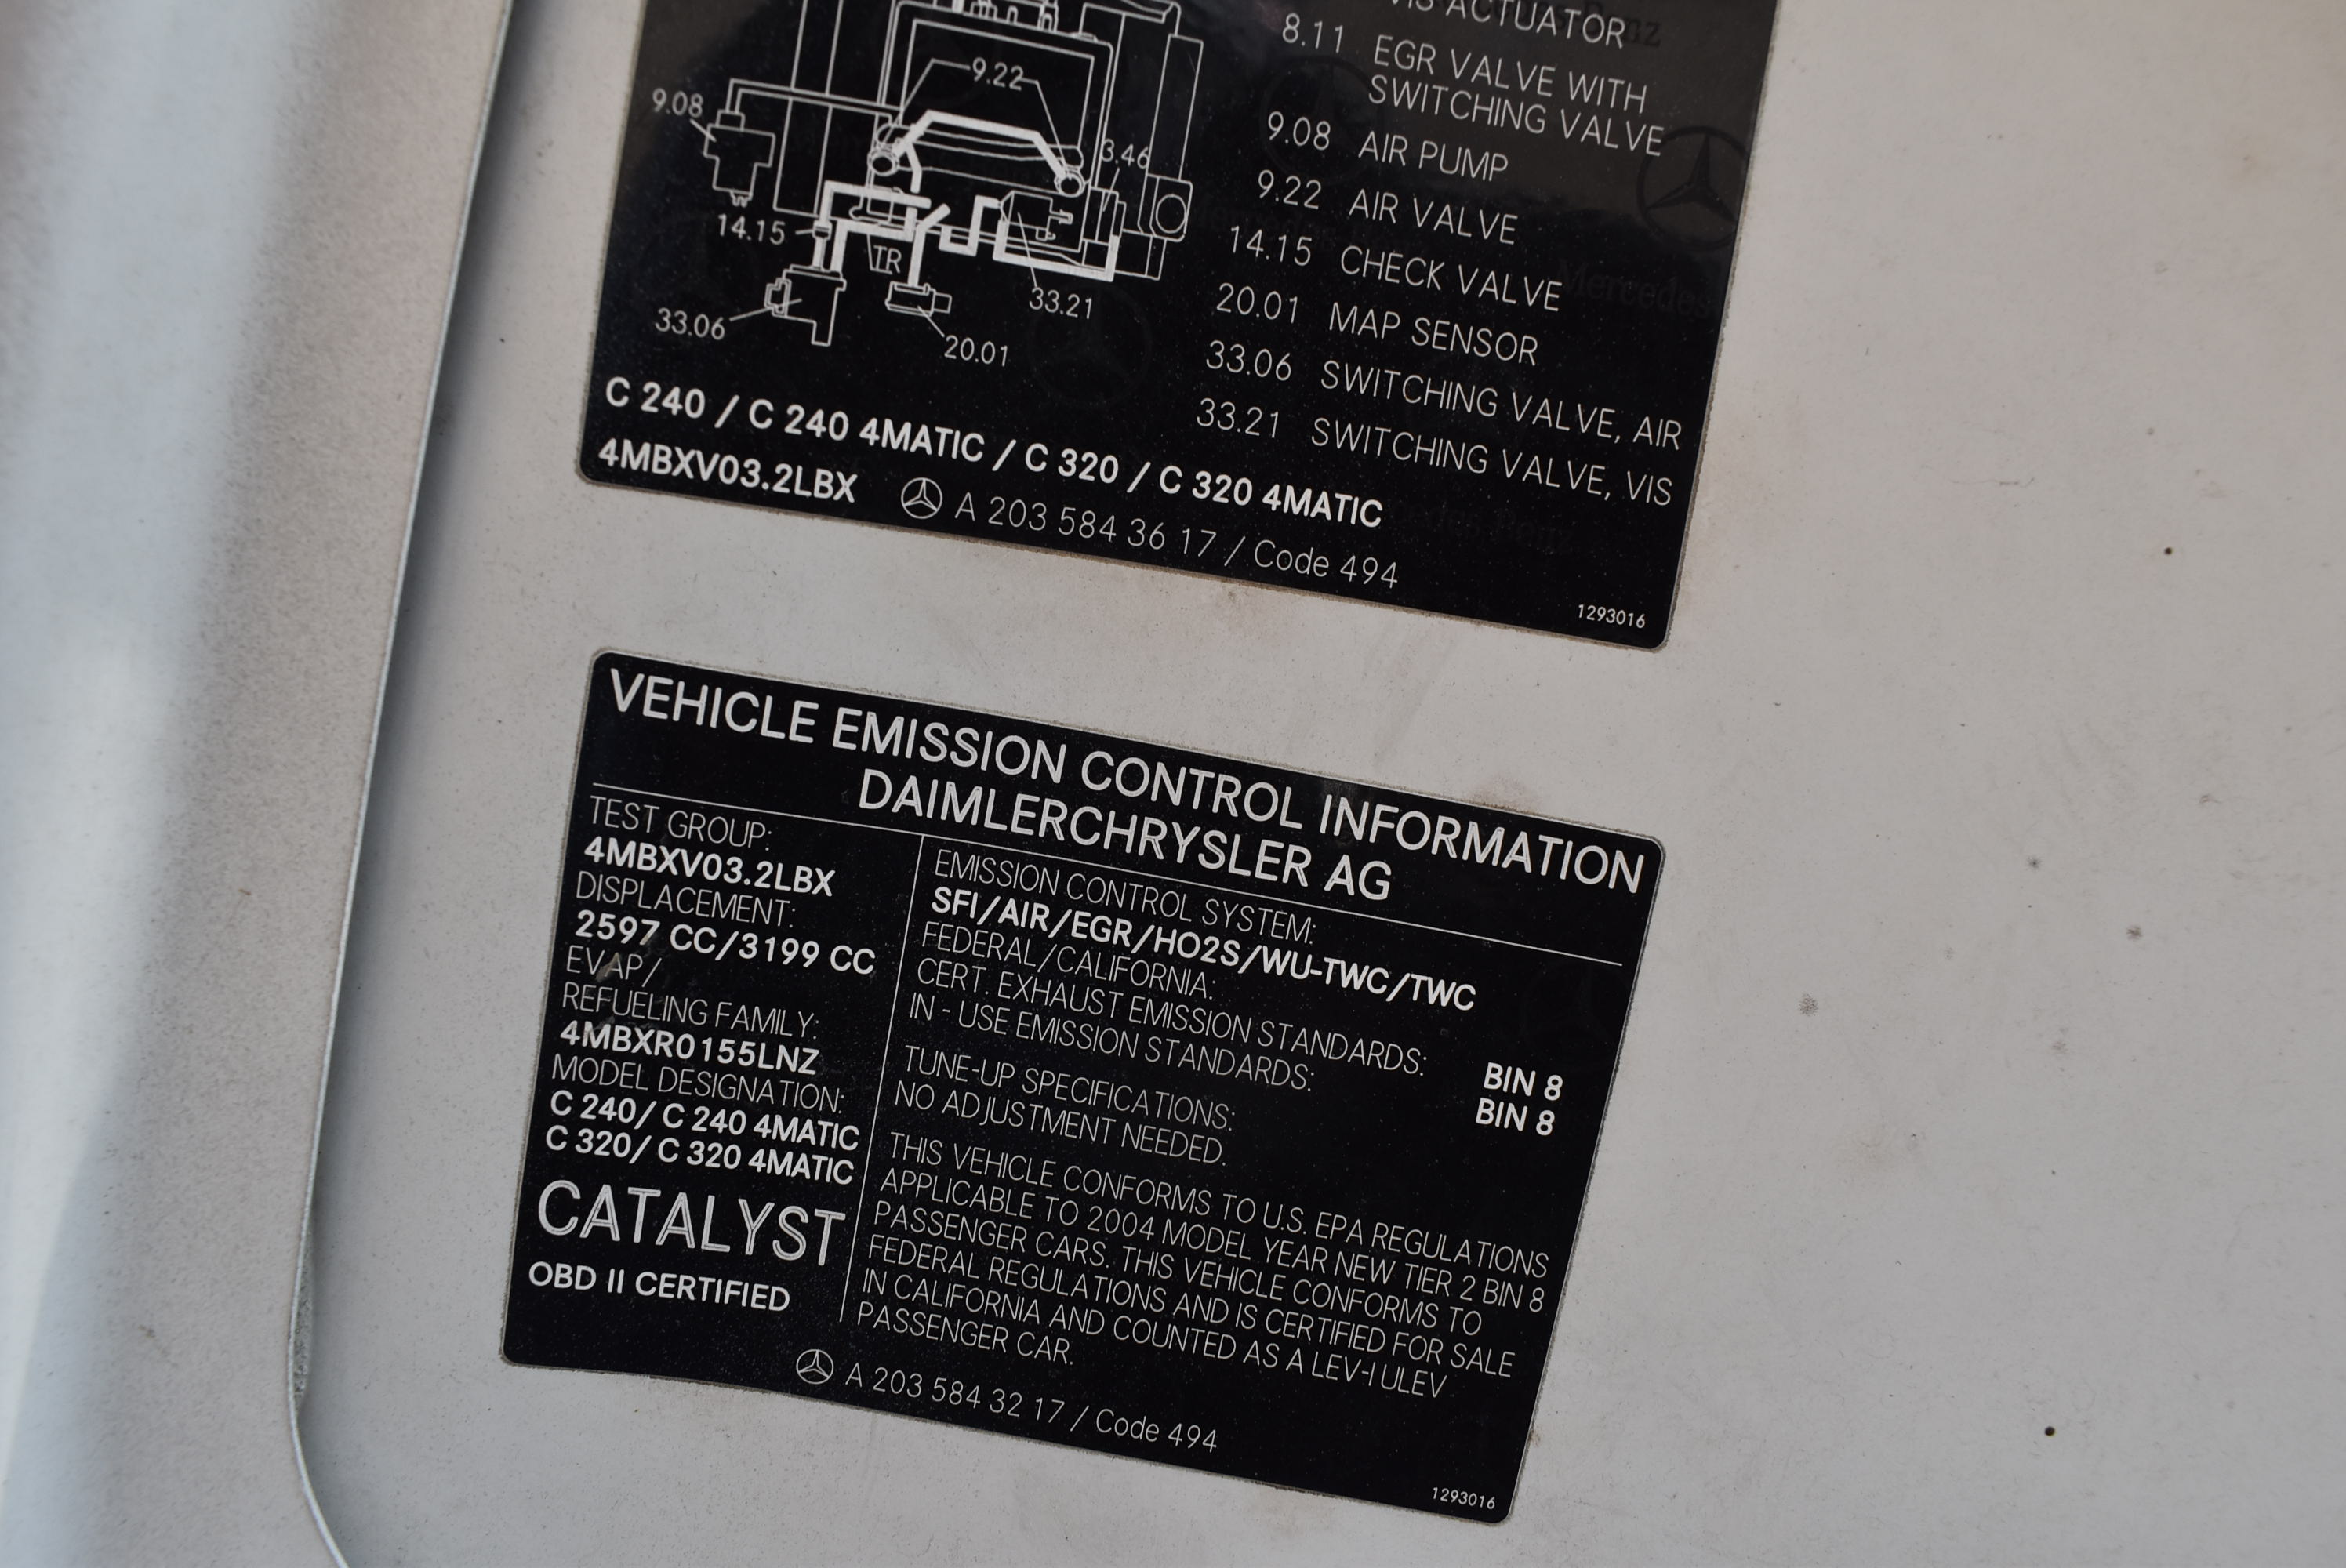 VIS ACTUATOR
8.11 EGR VALVE WITH
SWITCHING VALVE
9.08 AIR PUMP
9.22 AIR VALVE
14.15 CHECK VALVE
20.01 MAP SENSOR
33.06 SWITCHING VALVE, AIR
33.21 SWITCHING VALVE, VIS
9.22
9.08
3.46
14.15
TR
33.21
33.06
20.01
C 240 / C 240 4MATIC / C 320 / C 320 4MATIC
4MBXV03.2LBX
A 203 584 36 17 / Code 494
1293016
VEHICLE EMISSION CONTROL INFORMATION
DAIMLERCHRYSLER AG
TEST GROUP:
4MBXV03.2LBX
DISPLACEMENT:
2597 CC/3199 CC
EVAP/
REFUELING FAMILY:
4MBXR0155LNZ
MODEL DESIGNATION:
C 240/ C 240 4MATIC
C 320/ C 320 4MATIC
CATALYST
OBD II CERTIFIED
EMISSION CONTROL SYSTEM:
SFI/AIR/EGR/HO2S/WU-TWC/TWC
FEDERAL/CALIFORNIA:
CERT. EXHAUST EMISSION STANDARDS: BIN 8
IN - USE EMISSION STANDARDS: BIN 8
TUNE-UP SPECIFICATIONS:
NO ADJUSTMENT NEEDED.
THIS VEHICLE CONFORMS TO U.S. EPA REGULATIONS
APPLICABLE TO 2004 MODEL YEAR NEW TIER 2 BIN 8
PASSENGER CARS. THIS VEHICLE CONFORMS TO
FEDERAL REGULATIONS AND IS CERTIFIED FOR SALE
IN CALIFORNIA AND COUNTED AS A LEV-I ULEV
PASSENGER CAR.
A 203 584 32 17 / Code 494
1293016